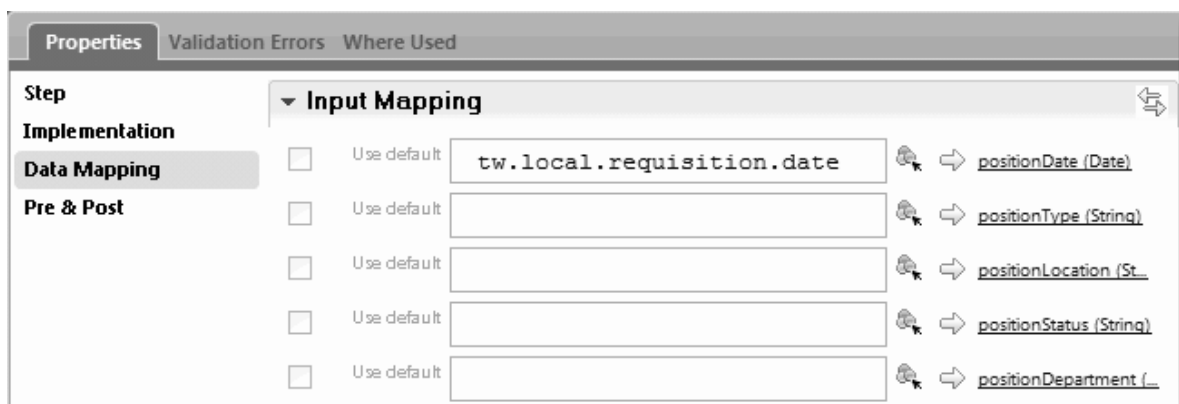 Properties Validation Errors Where Used
Step
Implementation
Data Mapping
Pre & Post
Input Mapping
Use default tw.local.requisition.date positionDate (Date)
Use default positionType (String)
Use default positionLocation (St...
Use default positionStatus (String)
Use default positionDepartment (...